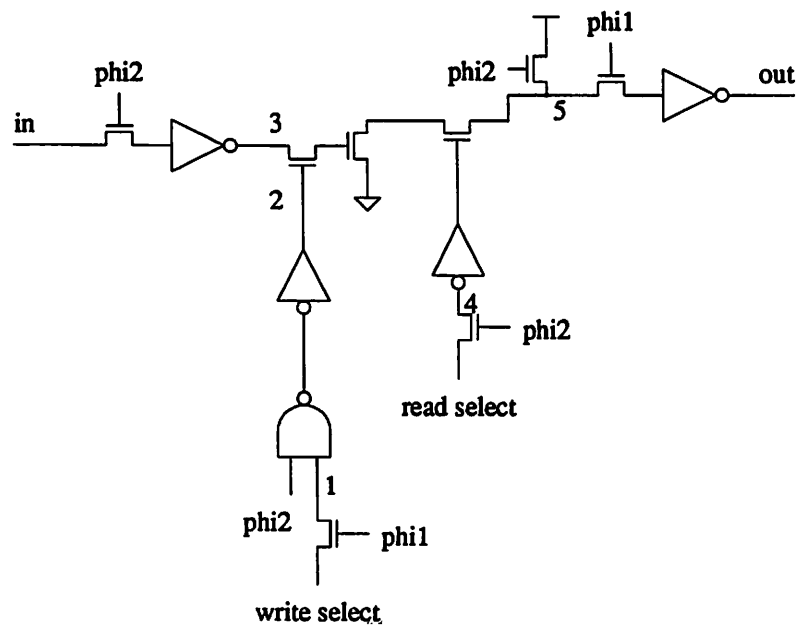 phi1
phi2
phi2
out
in
5
3
2
4
phi2
read select
1
phi2
phi1
write select